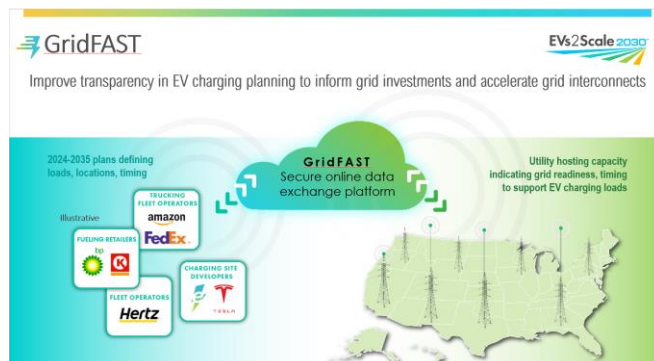 GridFAST
EVs2Scale 2030
Improve transparency in EV charging planning to inform grid investments and accelerate grid interconnects
2024-2035 plans defining
loads, locations, timing
GridFAST
Secure online data
exchange platform
Utility hosting capacity
indicating grid readiness, timing
to support EV charging loads
Illustrative
TRUCKING
FLEET OPERATORS
amazon
FedEx
FUELING RETAILERS
bp
K
CHARGING SITE
DEVELOPERS
TESLA
FLEET OPERATORS
Hertz